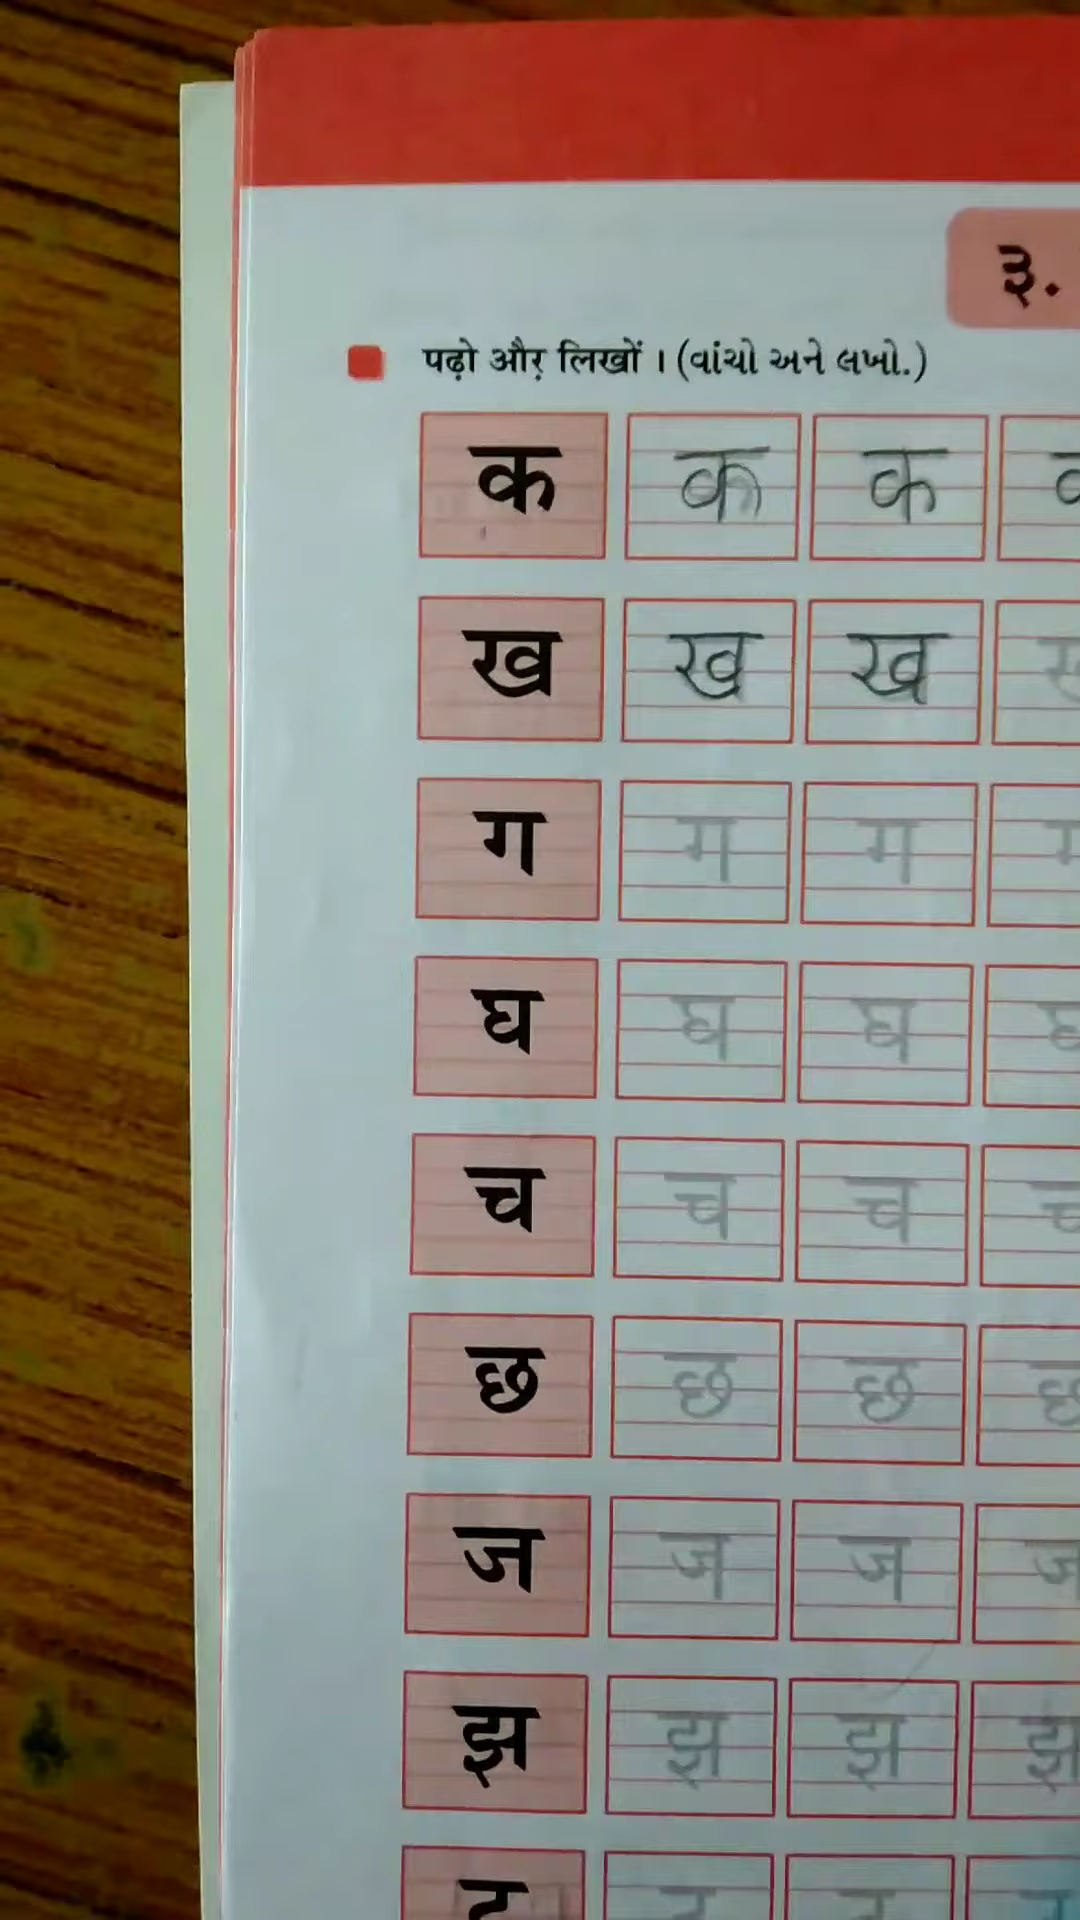 ३.
पढ़ो और लिखों । (વાંચો અને લખો.)
क क क
ख ख ख ख
ग ग ग ग
घ घ घ घ
च च च च
छ छ छ छ
ज ज ज ज
झ झ झ झ